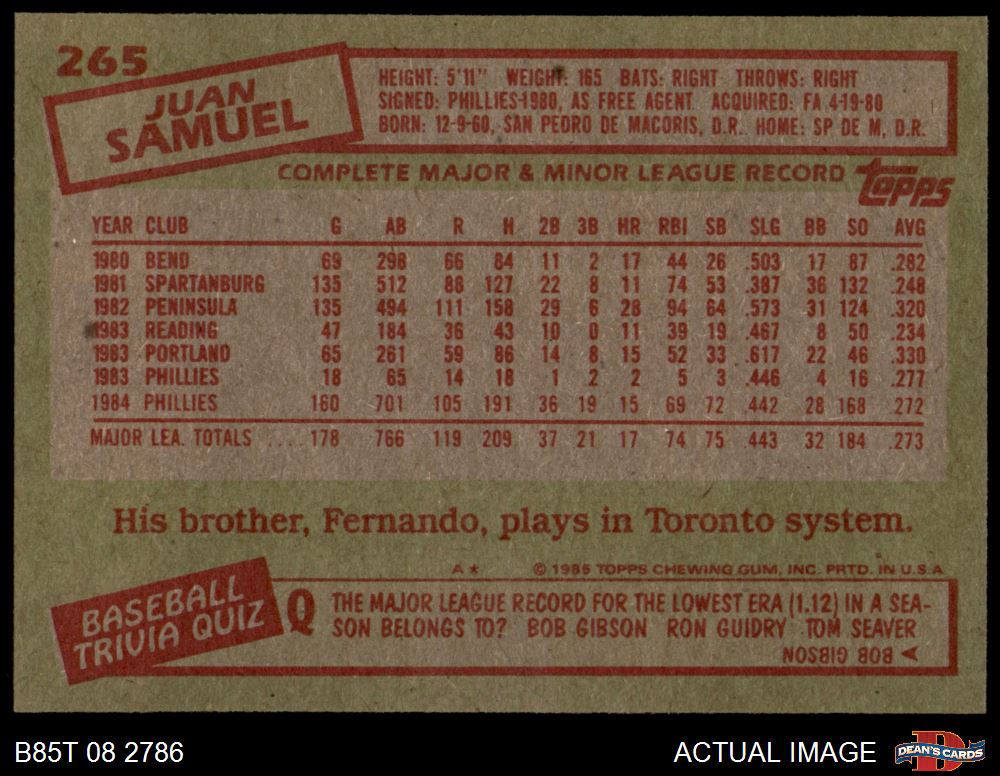 265
JUAN
SAMUEL
HEIGHT: 5'11" WEIGHT: 165 BATS: RIGHT THROWS: RIGHT
SIGNED: PHILLIES-1980, AS FREE AGENT ACQUIRED: FA 4-19-80
BORN: 12-9-60, SAN PEDRO DE MACORIS, D.R. HOME: SP DE M, D.R.
COMPLETE MAJOR & MINOR LEAGUE RECORD
topps
YEAR CLUB G AB R H 2B 3B HR RBI SB SLG BB SO AVG
1980 BEND 69 298 66 84 11 2 17 44 26 .503 17 87 .282
1981 SPARTANBURG 135 512 88 127 22 8 11 74 53 .387 36 132 .248
1982 PENINSULA 135 494 111 158 29 6 28 94 64 .573 31 124 .320
1983 READING 47 184 36 43 10 0 11 39 19 .467 8 50 .234
1983 PORTLAND 65 261 59 86 14 8 15 52 33 .617 22 46 .330
1983 PHILLIES 18 65 14 18 1 2 2 5 3 .446 4 16 .277
1984 PHILLIES 160 701 105 191 36 19 15 69 72 .442 28 168 .272
MAJOR LEA. TOTALS .... 178 766 119 209 37 21 17 74 75 .443 32 184 .273
His brother, Fernando, plays in Toronto system.
A★ © 1985 TOPPS CHEWING GUM, INC. PRTD. IN U.S.A.
BASEBALL
TRIVIA QUIZ
Q THE MAJOR LEAGUE RECORD FOR THE LOWEST ERA (1.12) IN A SEA-
SON BELONGS TO? BOB GIBSON RON GUIDRY TOM SEAVER
A BOB GIBSON
B85T 08 2786
ACTUAL IMAGE
DEAN'S CARDS